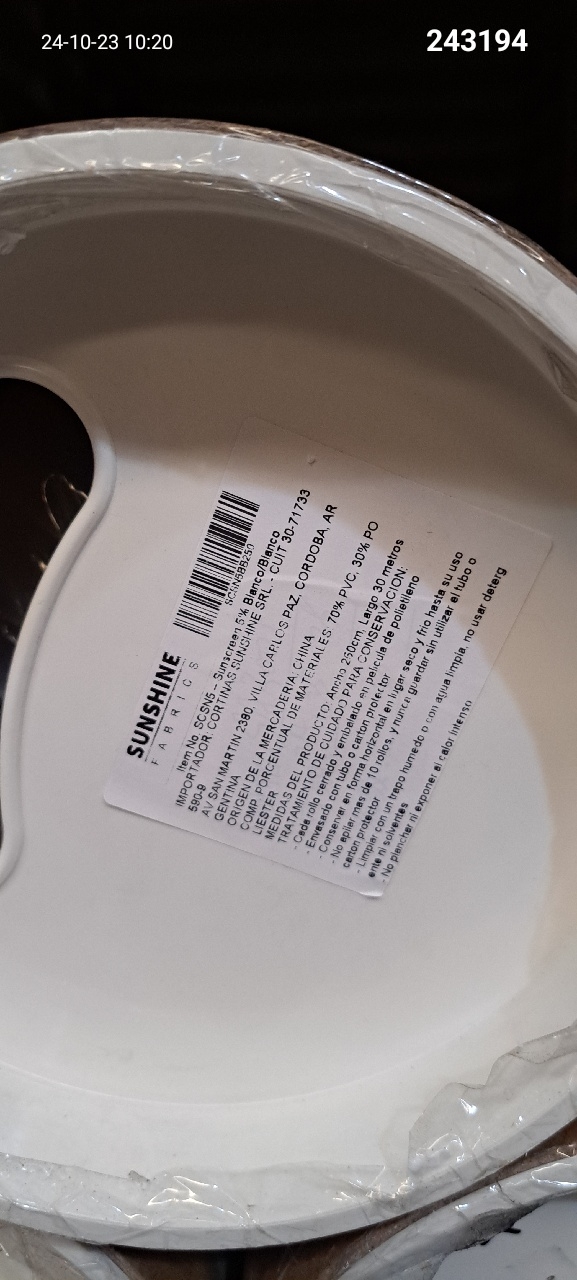 24-10-23 10:20
243194
SUNSHINE
FABRICS
Item No. SCSN5 -- Sunscreen 5% Blanco/Blanco
IMPORTADOR: CORTINAS SUNSHINE SRL. - CUIT 30-71733
590-9
AV SAN MARTIN 2380, VILLA CARLOS PAZ, CORDOBA, AR
GENTINA
ORIGEN DE LA MERCADERIA: CHINA
COMP. PORCENTUAL DE MATERIALES: 70% PVC, 30% PO
LIESTER
MEDIDAS DEL PRODUCTO: Ancho 250cm, Largo 30 metros
TRATAMIENTO DE CUIDADO PARA CONSERVACION:
- Cada rollo cerrado y embalado en pelicula de polietileno
- Envasado con tubo o carton protector
- Conservar en forma horizontal en lugar seco y frio hasta su uso
- No apilar mas de 10 rollos, y nunca guardar sin utilizar el tubo o
carton protector
- Limpiar con un trapo humedo o con agua limpia, no usar deterg
ente ni solventes
- No planchar ni exponer al calor intenso